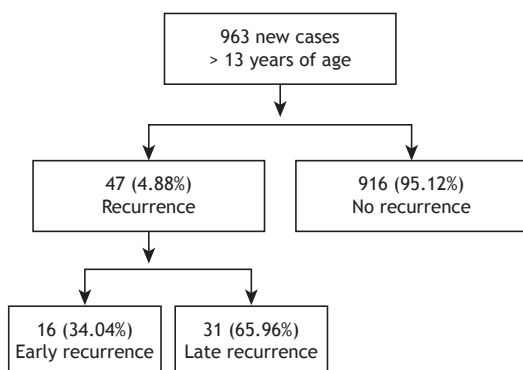 963 new cases
> 13 years of age
47 (4.88%)
Recurrence
916 (95.12%)
No recurrence
16 (34.04%)
Early recurrence
31 (65.96%)
Late recurrence